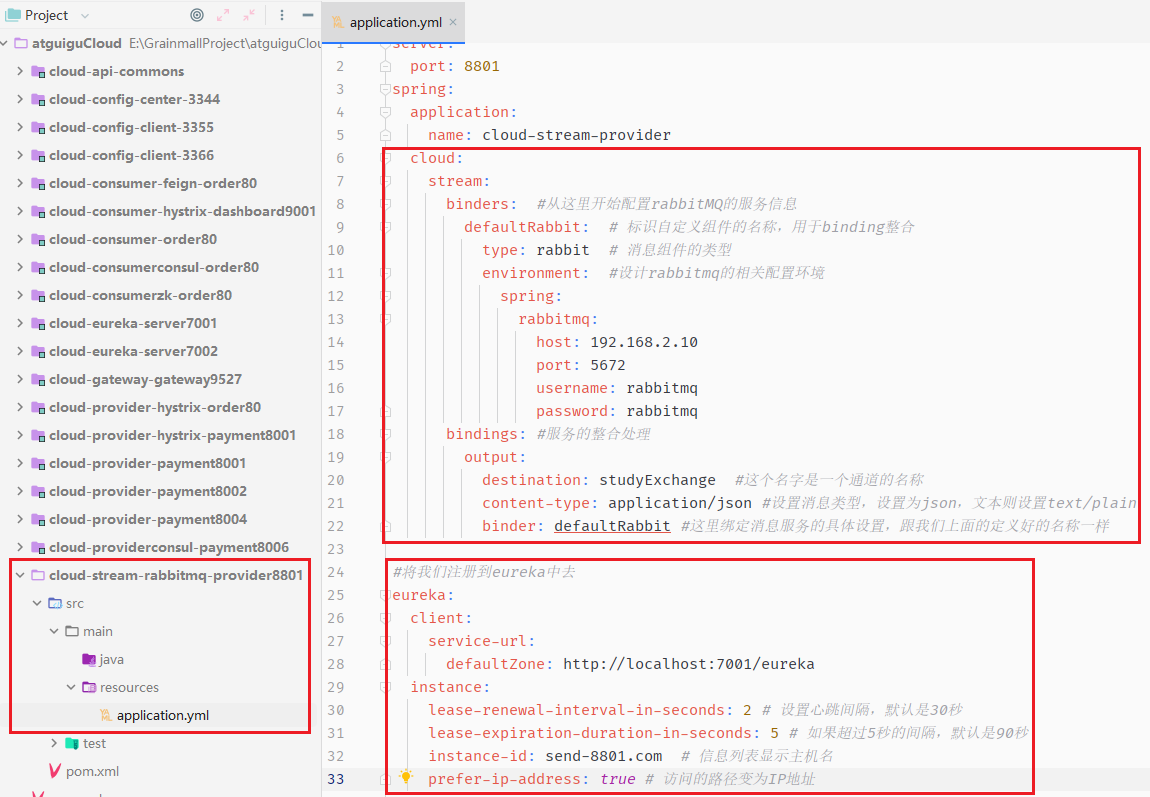 Project
atguiguCloud E:\GrainmallProject\atguiguClou
cloud-api-commons
cloud-config-center-3344
cloud-config-client-3355
cloud-config-client-3366
cloud-consumer-feign-order80
cloud-consumer-hystrix-dashboard9001
cloud-consumer-order80
cloud-consumerconsul-order80
cloud-consumerzk-order80
cloud-eureka-server7001
cloud-eureka-server7002
cloud-gateway-gateway9527
cloud-provider-hystrix-order80
cloud-provider-hystrix-payment8001
cloud-provider-payment8001
cloud-provider-payment8002
cloud-provider-payment8004
cloud-providerconsul-payment8006
cloud-stream-rabbitmq-provider8801
src
main
java
resources
application.yml
test
pom.xml
application.yml
1 server:
2 port: 8801
3 spring:
4 application:
5 name: cloud-stream-provider
6 cloud:
7 stream:
8 binders: #从这里开始配置rabbitMQ的服务信息
9 defaultRabbit: # 标识自定义组件的名称，用于binding整合
10 type: rabbit # 消息组件的类型
11 environment: #设计rabbitmq的相关配置环境
12 spring:
13 rabbitmq:
14 host: 192.168.2.10
15 port: 5672
16 username: rabbitmq
17 password: rabbitmq
18 bindings: #服务的整合处理
19 output:
20 destination: studyExchange #这个名字是一个通道的名称
21 content-type: application/json #设置消息类型，设置为json，文本则设置text/plain
22 binder: defaultRabbit #这里绑定消息服务的具体设置，跟我们上面的定义好的名称一样
23
24 #将我们注册到eureka中去
25 eureka:
26 client:
27 service-url:
28 defaultZone: http://localhost:7001/eureka
29 instance:
30 lease-renewal-interval-in-seconds: 2 # 设置心跳间隔，默认是30秒
31 lease-expiration-duration-in-seconds: 5 # 如果超过5秒的间隔，默认是90秒
32 instance-id: send-8801.com # 信息列表显示主机名
33 prefer-ip-address: true # 访问的路径变为IP地址